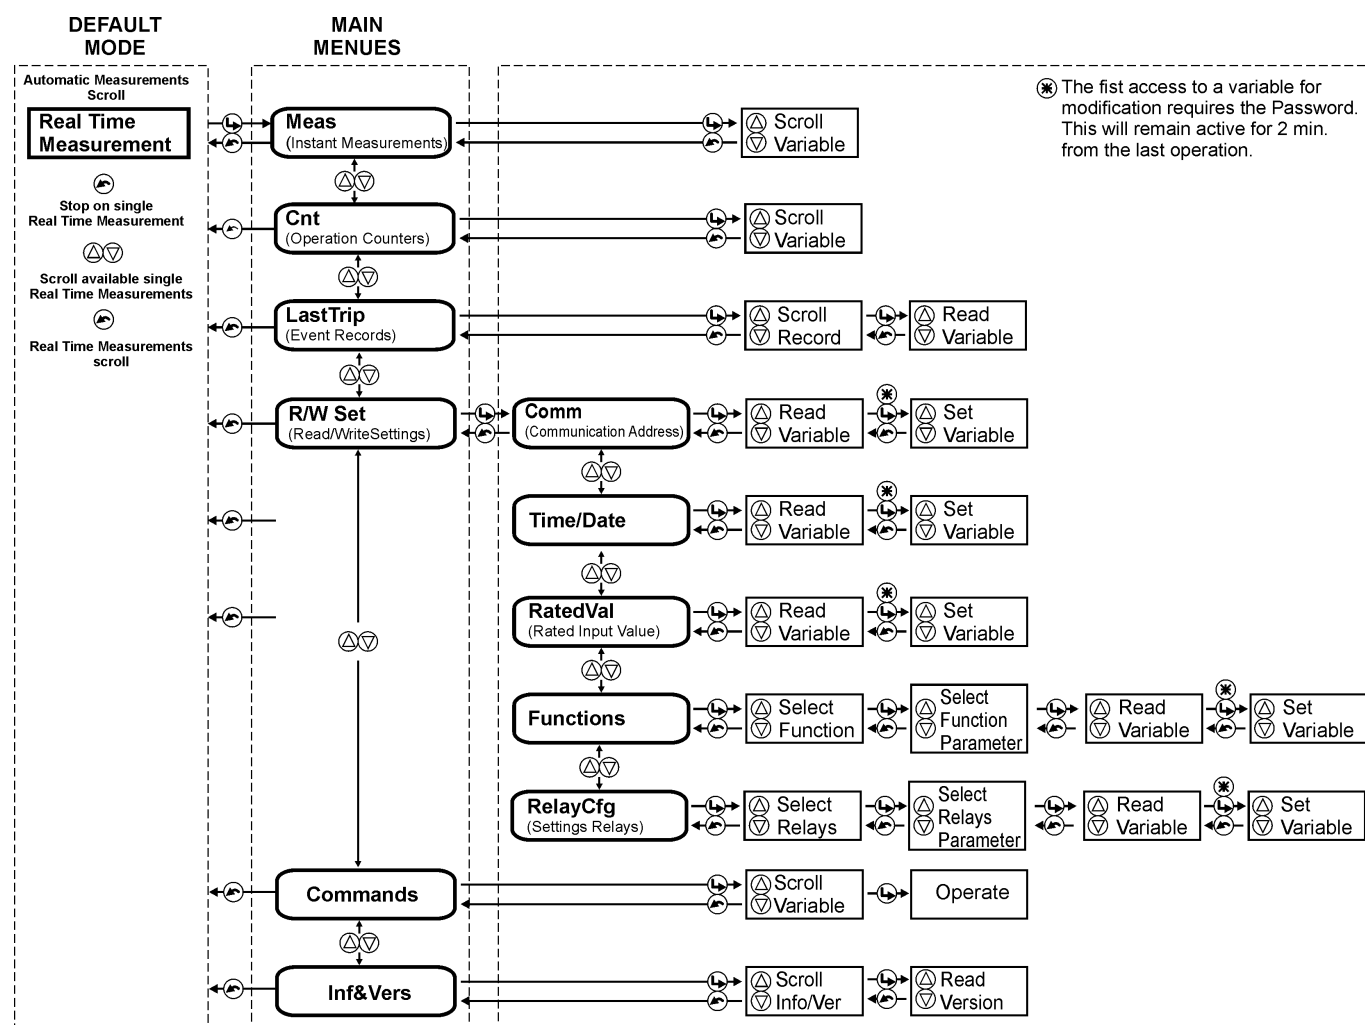 DEFAULT
MODE
MAIN
MENUES
Automatic Measurements
Scroll
Real Time
Measurement
Stop on single
Real Time Measurement
Scroll available single
Real Time Measurements
Real Time Measurements
scroll
The fist access to a variable for
modification requires the Password.
This will remain active for 2 min.
from the last operation.
Meas
(Instant Measurements)
Scroll
Variable
Cnt
(Operation Counters)
Scroll
Variable
LastTrip
(Event Records)
Scroll
Record
Read
Variable
R/W Set
(Read/WriteSettings)
Comm
(Communication Address)
Read
Variable
Set
Variable
Time/Date
Read
Variable
Set
Variable
RatedVal
(Rated Input Value)
Read
Variable
Set
Variable
Functions
Select
Function
Select
Function
Parameter
Read
Variable
Set
Variable
RelayCfg
(Settings Relays)
Select
Relays
Select
Relays
Parameter
Read
Variable
Set
Variable
Commands
Scroll
Variable
Operate
Inf&Vers
Scroll
Info/Ver
Read
Version